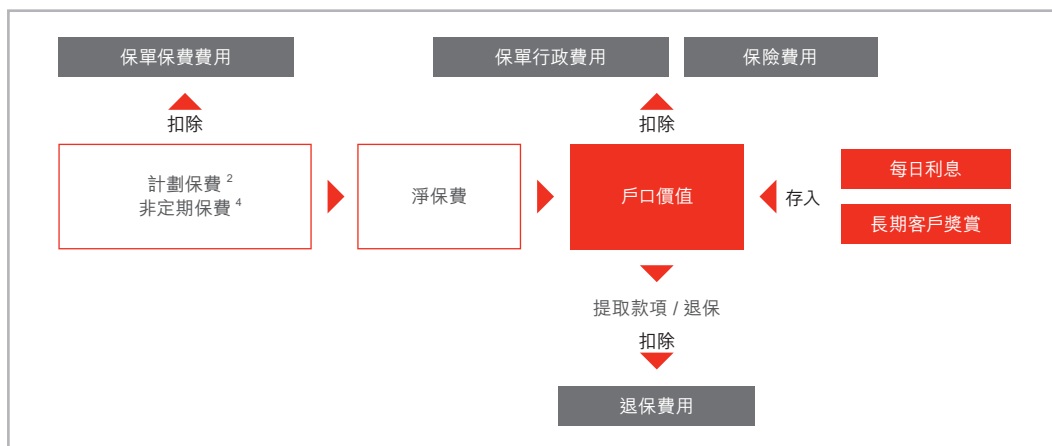 保單保費費用
保單行政費用
保險費用
扣除
扣除
計劃保費 2
非定期保費 4
淨保費
戶口價值
存入
每日利息
長期客戶獎賞
提取款項 / 退保
扣除
退保費用